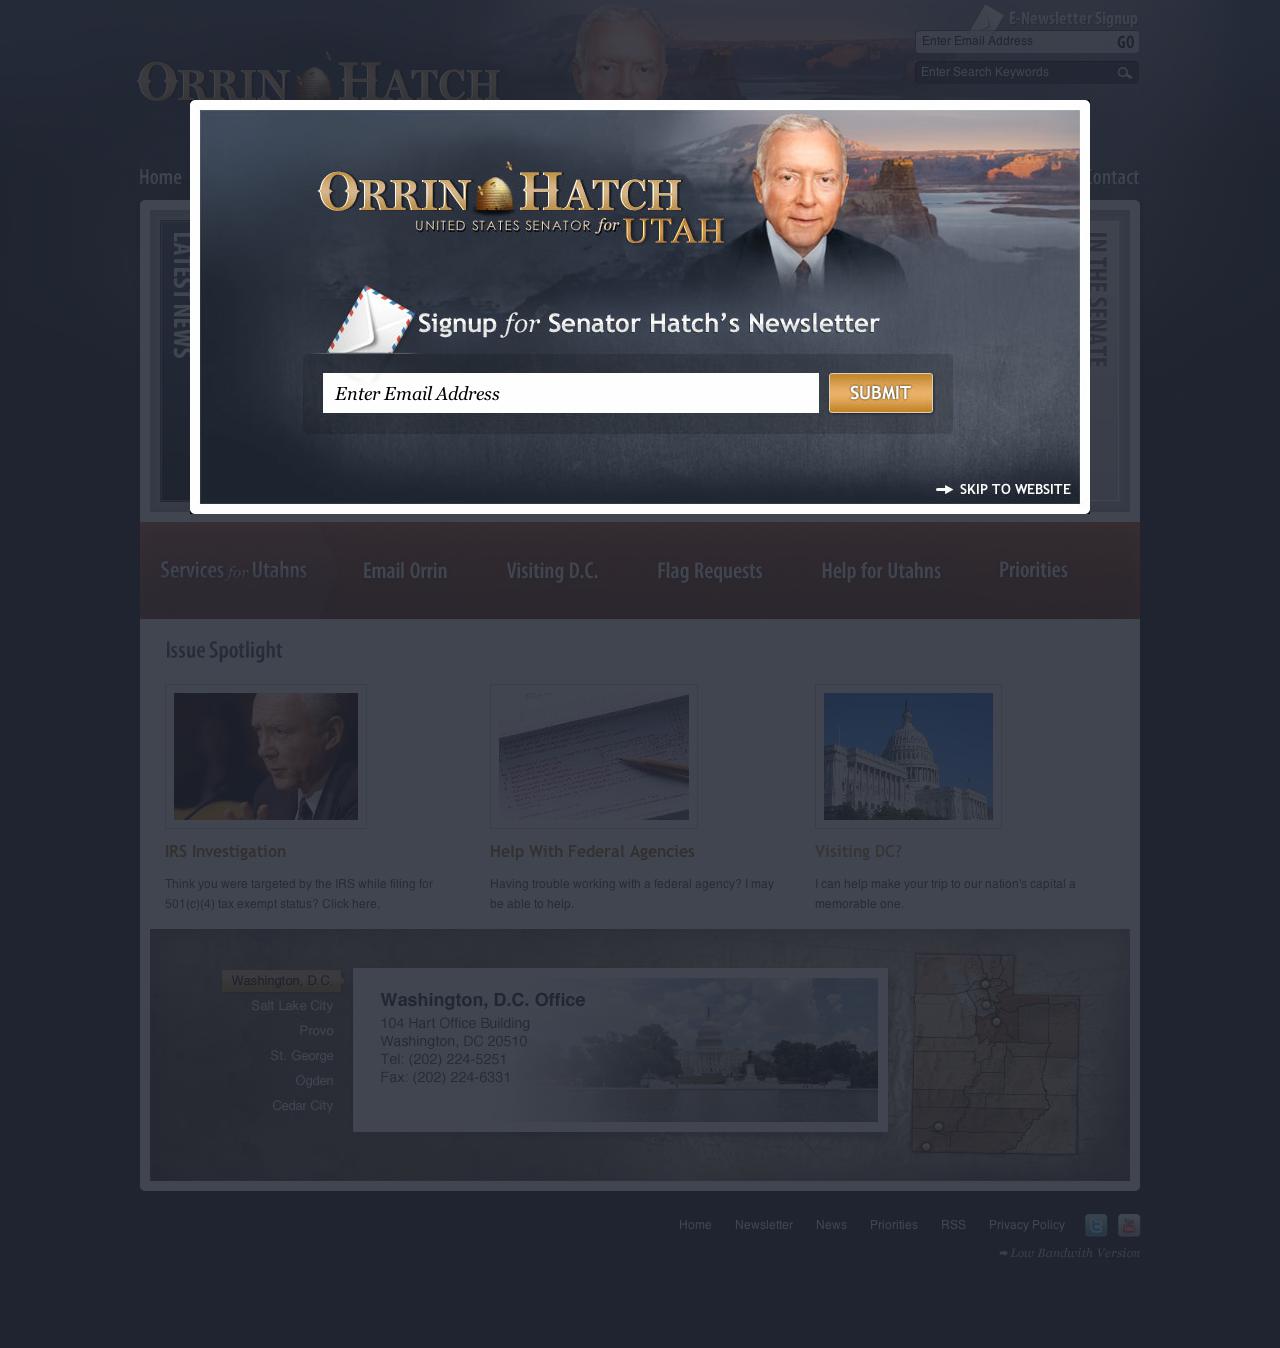 E-Newsletter Signup
Enter Email Address GO
Enter Search Keywords
ORRIN HATCH
Home
ORRIN HATCH
UNITED STATES SENATOR for UTAH
LATEST NEWS
IN THE SENATE
Signup for Senator Hatch's Newsletter
Enter Email Address SUBMIT
SKIP TO WEBSITE
Services for Utahns Email Orrin Visiting D.C. Flag Requests Help for Utahns Priorities
Issue Spotlight
IRS Investigation
Think you were targeted by the IRS while filing for
501(c)(4) tax exempt status? Click here.
Help With Federal Agencies
Having trouble working with a federal agency? I may
be able to help.
Visiting DC?
I can help make your trip to our nation's capital a
memorable one.
Washington, D.C.
Salt Lake City
Provo
St. George
Ogden
Cedar City
Washington, D.C. Office
104 Hart Office Building
Washington, DC 20510
Tel: (202) 224-5251
Fax: (202) 224-6331
Home Newsletter News Priorities RSS Privacy Policy
Low Bandwith Version